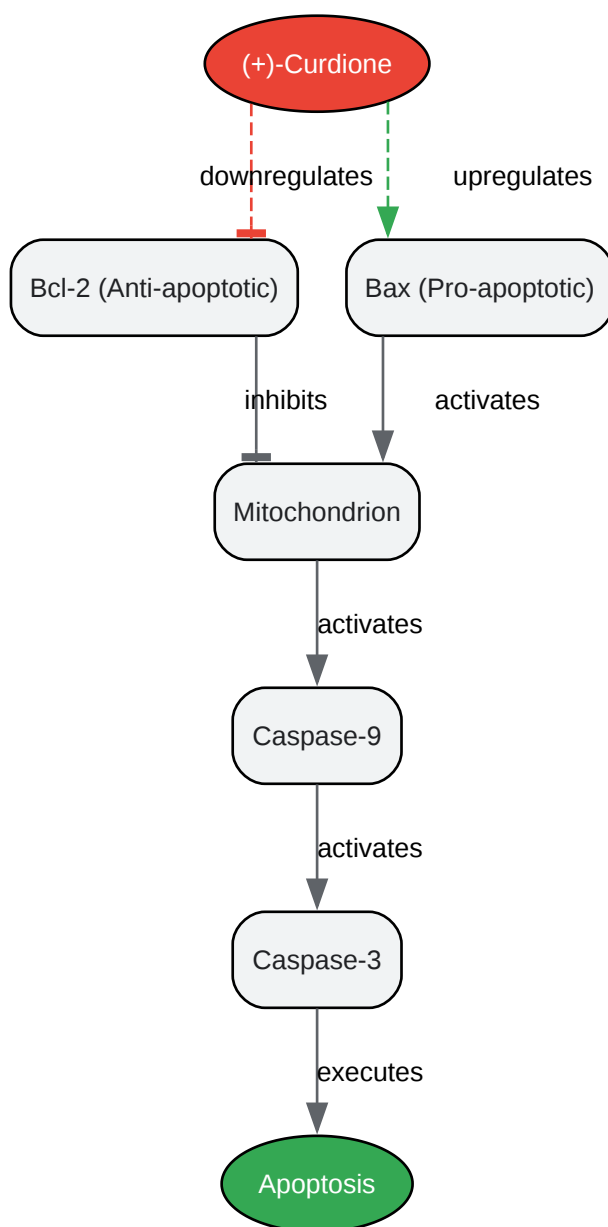 (+)-Curdione
downregulates
upregulates
Bcl-2 (Anti-apoptotic)
Bax (Pro-apoptotic)
inhibits
activates
Mitochondrion
activates
Caspase-9
activates
Caspase-3
executes
Apoptosis